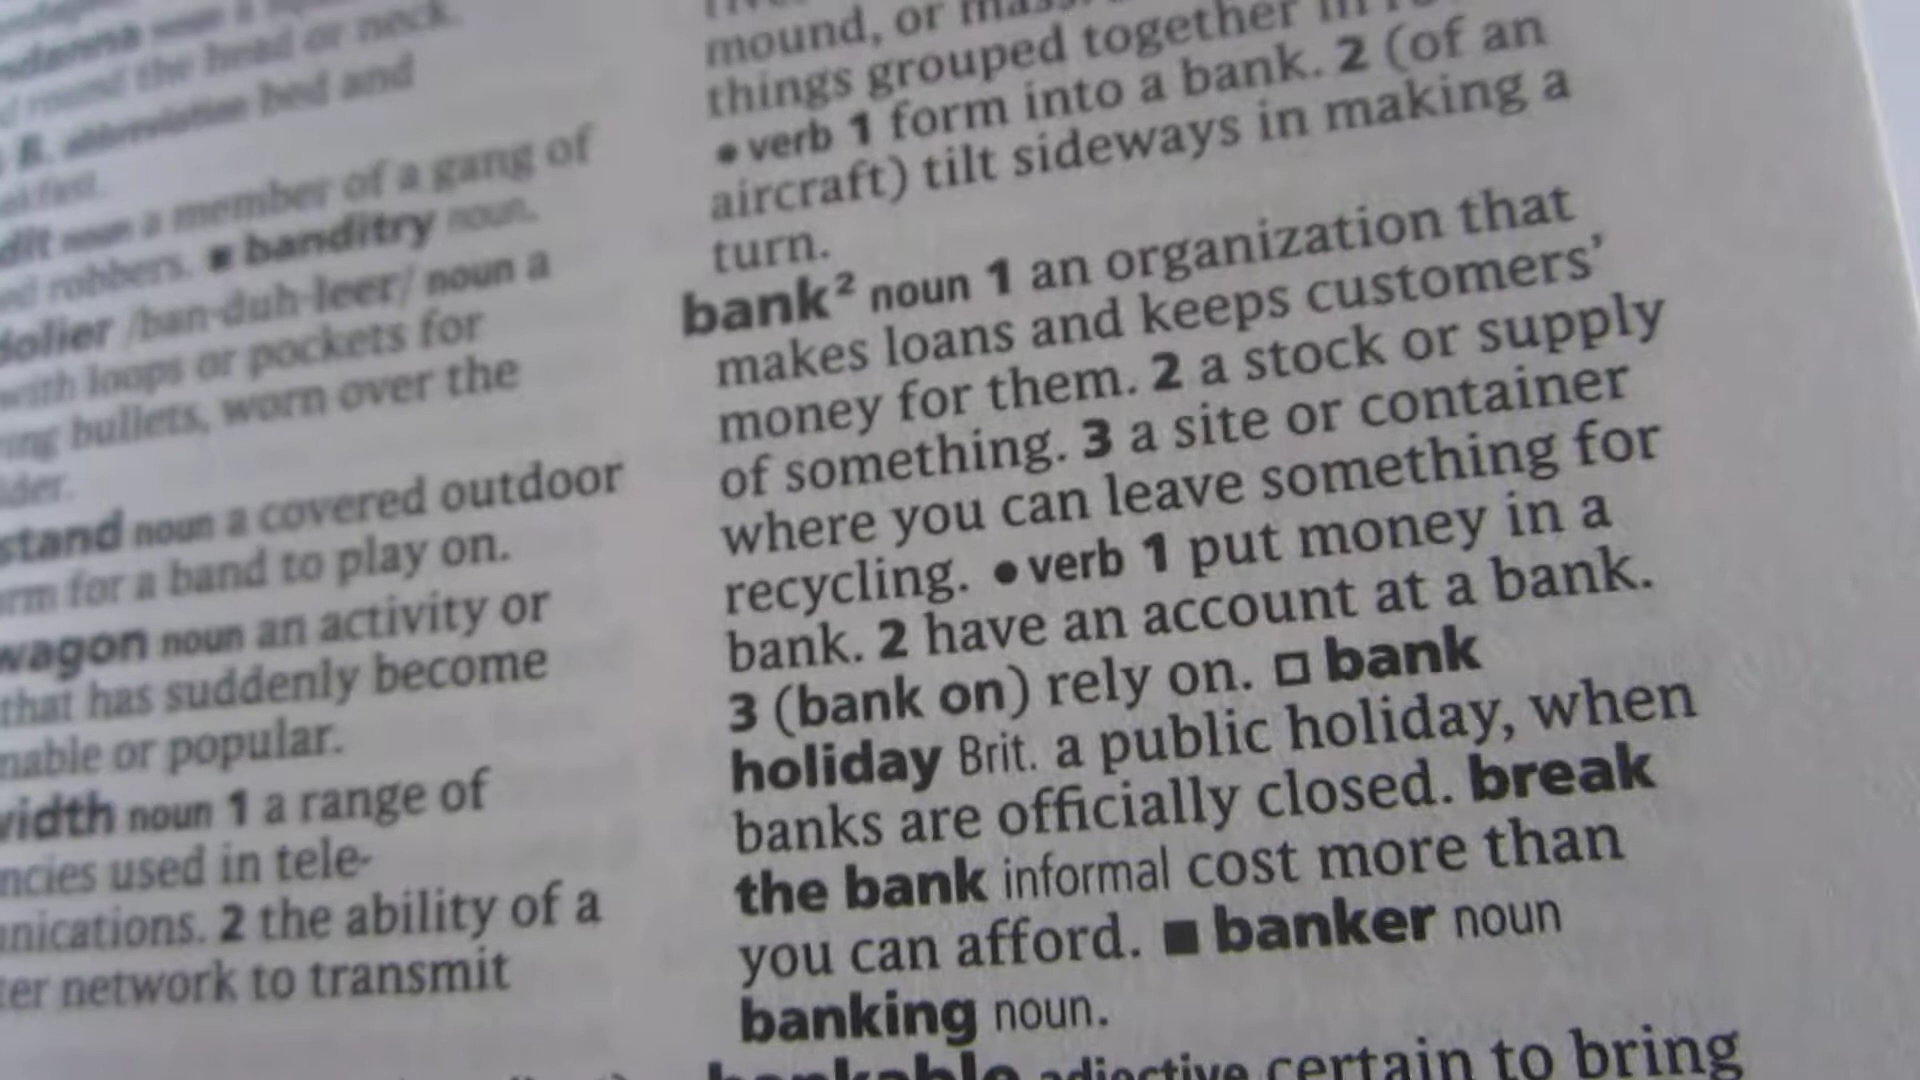 round the head or neck.
B. abbreviation bed and
noun a member of a gang of
robbers. ■ banditry noun.
/ban-duh-leer/ noun a
with loops or pockets for
bullets, worn over the
stand noun a covered outdoor
for a band to play on.
wagon noun an activity or
that has suddenly become
or popular.
width noun 1 a range of
used in tele-
2 the ability of a
network to transmit
mound, or
things grouped together in
• verb 1 form into a bank. 2 (of an
aircraft) tilt sideways in making a
turn.
bank² noun 1 an organization that
makes loans and keeps customers’
money for them. 2 a stock or supply
of something. 3 a site or container
where you can leave something for
recycling. • verb 1 put money in a
bank. 2 have an account at a bank.
3 (bank on) rely on. □ bank
holiday Brit. a public holiday, when
banks are officially closed. break
the bank informal cost more than
you can afford. ■ banker noun
banking noun.
bankable adjective certain to bring